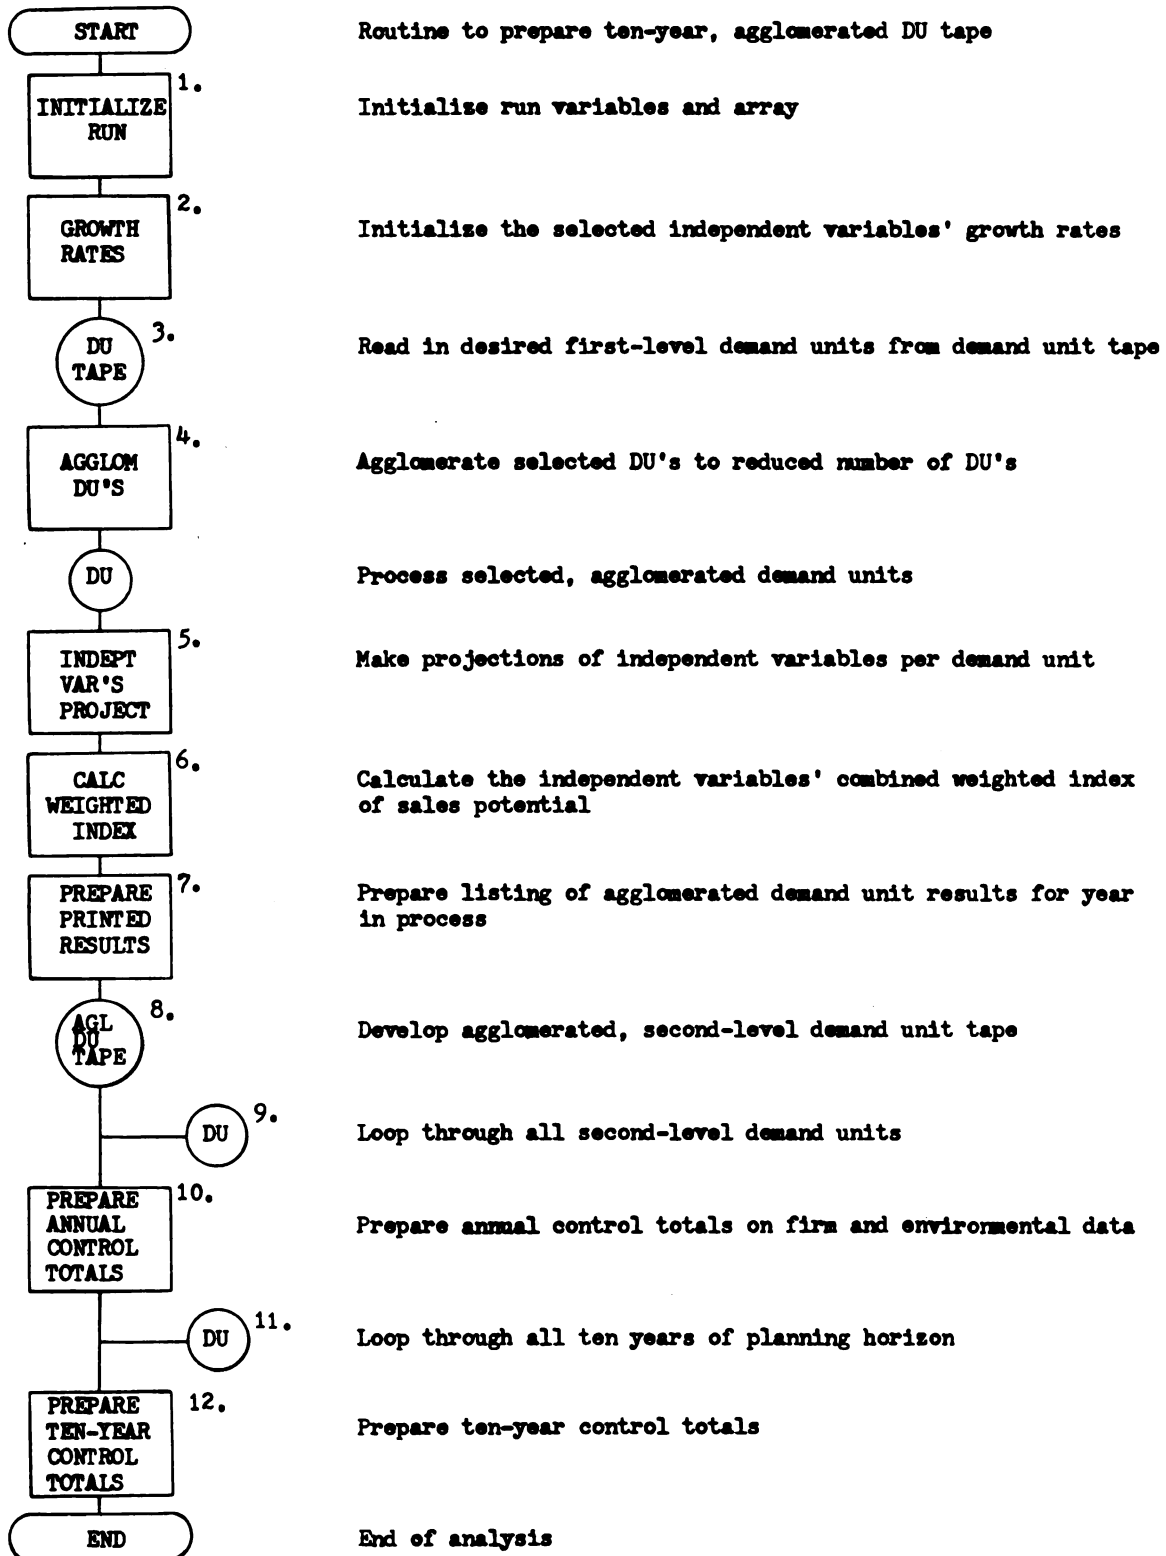 START
Routine to prepare ten-year, agglomerated DU tape
1.
INITIALIZE
RUN
Initialize run variables and array
2.
GROWTH
RATES
Initialize the selected independent variables' growth rates
3.
DU
TAPE
Read in desired first-level demand units from demand unit tape
4.
AGGLOM
DU'S
Agglomerate selected DU's to reduced number of DU's
DU
Process selected, agglomerated demand units
5.
INDEPT
VAR'S
PROJECT
Make projections of independent variables per demand unit
6.
CALC
WEIGHTED
INDEX
Calculate the independent variables' combined weighted index
of sales potential
7.
PREPARE
PRINTED
RESULTS
Prepare listing of agglomerated demand unit results for year
in process
8.
AGL
DU
TAPE
Develop agglomerated, second-level demand unit tape
9.
DU
Loop through all second-level demand units
10.
PREPARE
ANNUAL
CONTROL
TOTALS
Prepare annual control totals on firm and environmental data
11.
DU
Loop through all ten years of planning horizon
12.
PREPARE
TEN-YEAR
CONTROL
TOTALS
Prepare ten-year control totals
END
End of analysis